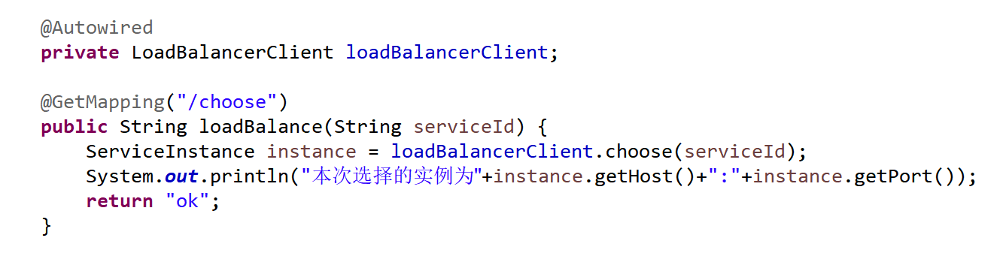 @Autowired
private LoadBalancerClient loadBalancerClient;
@GetMapping("/choose")
public String loadBalance(String serviceId) {
ServiceInstance instance = loadBalancerClient.choose(serviceId);
System.out.println("本次选择的实例为"+instance.getHost()+":"+instance.getPort());
return "ok";
}